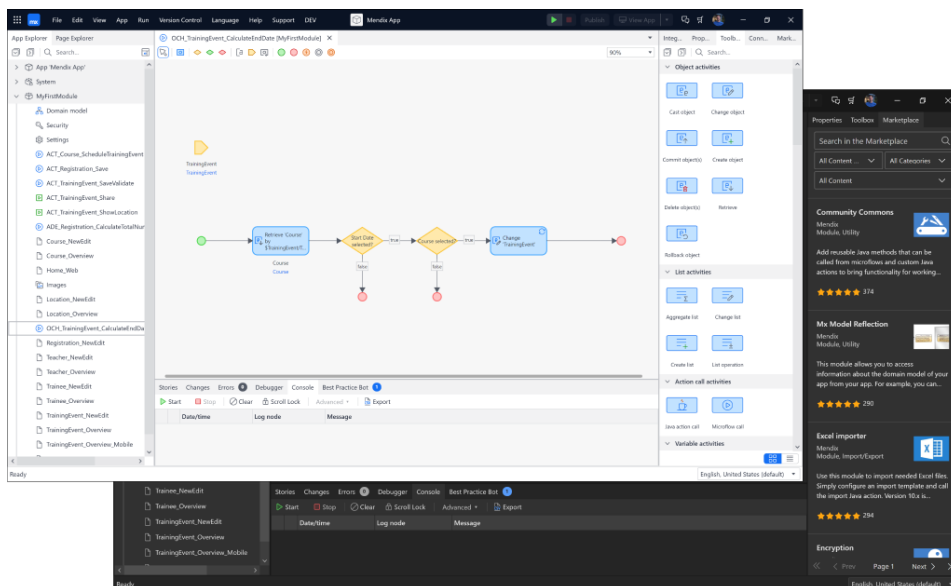 mx File Edit View App Run Version Control Language Help Support DEV Mendix App Publish View App
App Explorer Page Explorer
Search...
App 'Mendix App'
System
MyFirstModule
Domain model
Security
Settings
ACT_Course_ScheduleTrainingEvent
ACT_Registration_Save
ACT_TrainingEvent_SaveValidate
ACT_TrainingEvent_Share
ACT_TrainingEvent_ShowLocation
ADE_Registration_CalculateTotalNu
Course_NewEdit
Course_Overview
Home_Web
Images
Location_NewEdit
Location_Overview
OCH_TrainingEvent_CalculateEndDa
Registration_NewEdit
Teacher_NewEdit
Teacher_Overview
Trainee_NewEdit
Trainee_Overview
TrainingEvent_NewEdit
TrainingEvent_Overview
TrainingEvent_Overview_Mobile
Ready
OCH_TrainingEvent_CalculateEndDate [MyFirstModule]
90%
TrainingEvent
TrainingEvent
Retrieve 'Course'
by
Course
Course
Start Date
selected?
true
false
Course selected?
true
false
Change
'TrainingEvent'
Stories Changes Errors 0 Debugger Console Best Practice Bot 1
Start Stop Clear Scroll Lock Advanced Export
Date/time Log node Message
Integ... Prop... Toolb... Conn... Mark...
Search...
Object activities
Cast object Change object
Commit object(s) Create object
Delete object(s) Retrieve
Rollback object
List activities
Aggregate list Change list
Create list List operation
Action call activities
Java action call Microflow call
Variable activities
English, United States (default)
Properties Toolbox Marketplace
Search in the Marketplace
All Content ... All Categories
All Content
Community Commons
Mendix
Module, Utility
Add reusable Java methods that can be
called from microflows and custom Java
actions to bring functionality for working...
374
Mx Model Reflection
Mendix
Module, Utility
This module allows you to access
information about the domain model of your
app from your app. For example, you can...
290
Excel importer
Mendix
Module, Import/Export
Use this module to import needed Excel files.
Simply configure an import template and call
the import Java action. Version 10.x is...
294
Encryption
Prev Page 1 Next
English, United States (default)
Trainee_NewEdit
Trainee_Overview
TrainingEvent_NewEdit
TrainingEvent_Overview
TrainingEvent_Overview_Mobile
Stories Changes Errors 0 Debugger Console Best Practice Bot 1
Start Stop Clear Scroll Lock Advanced Export
Date/time Log node Message
Ready